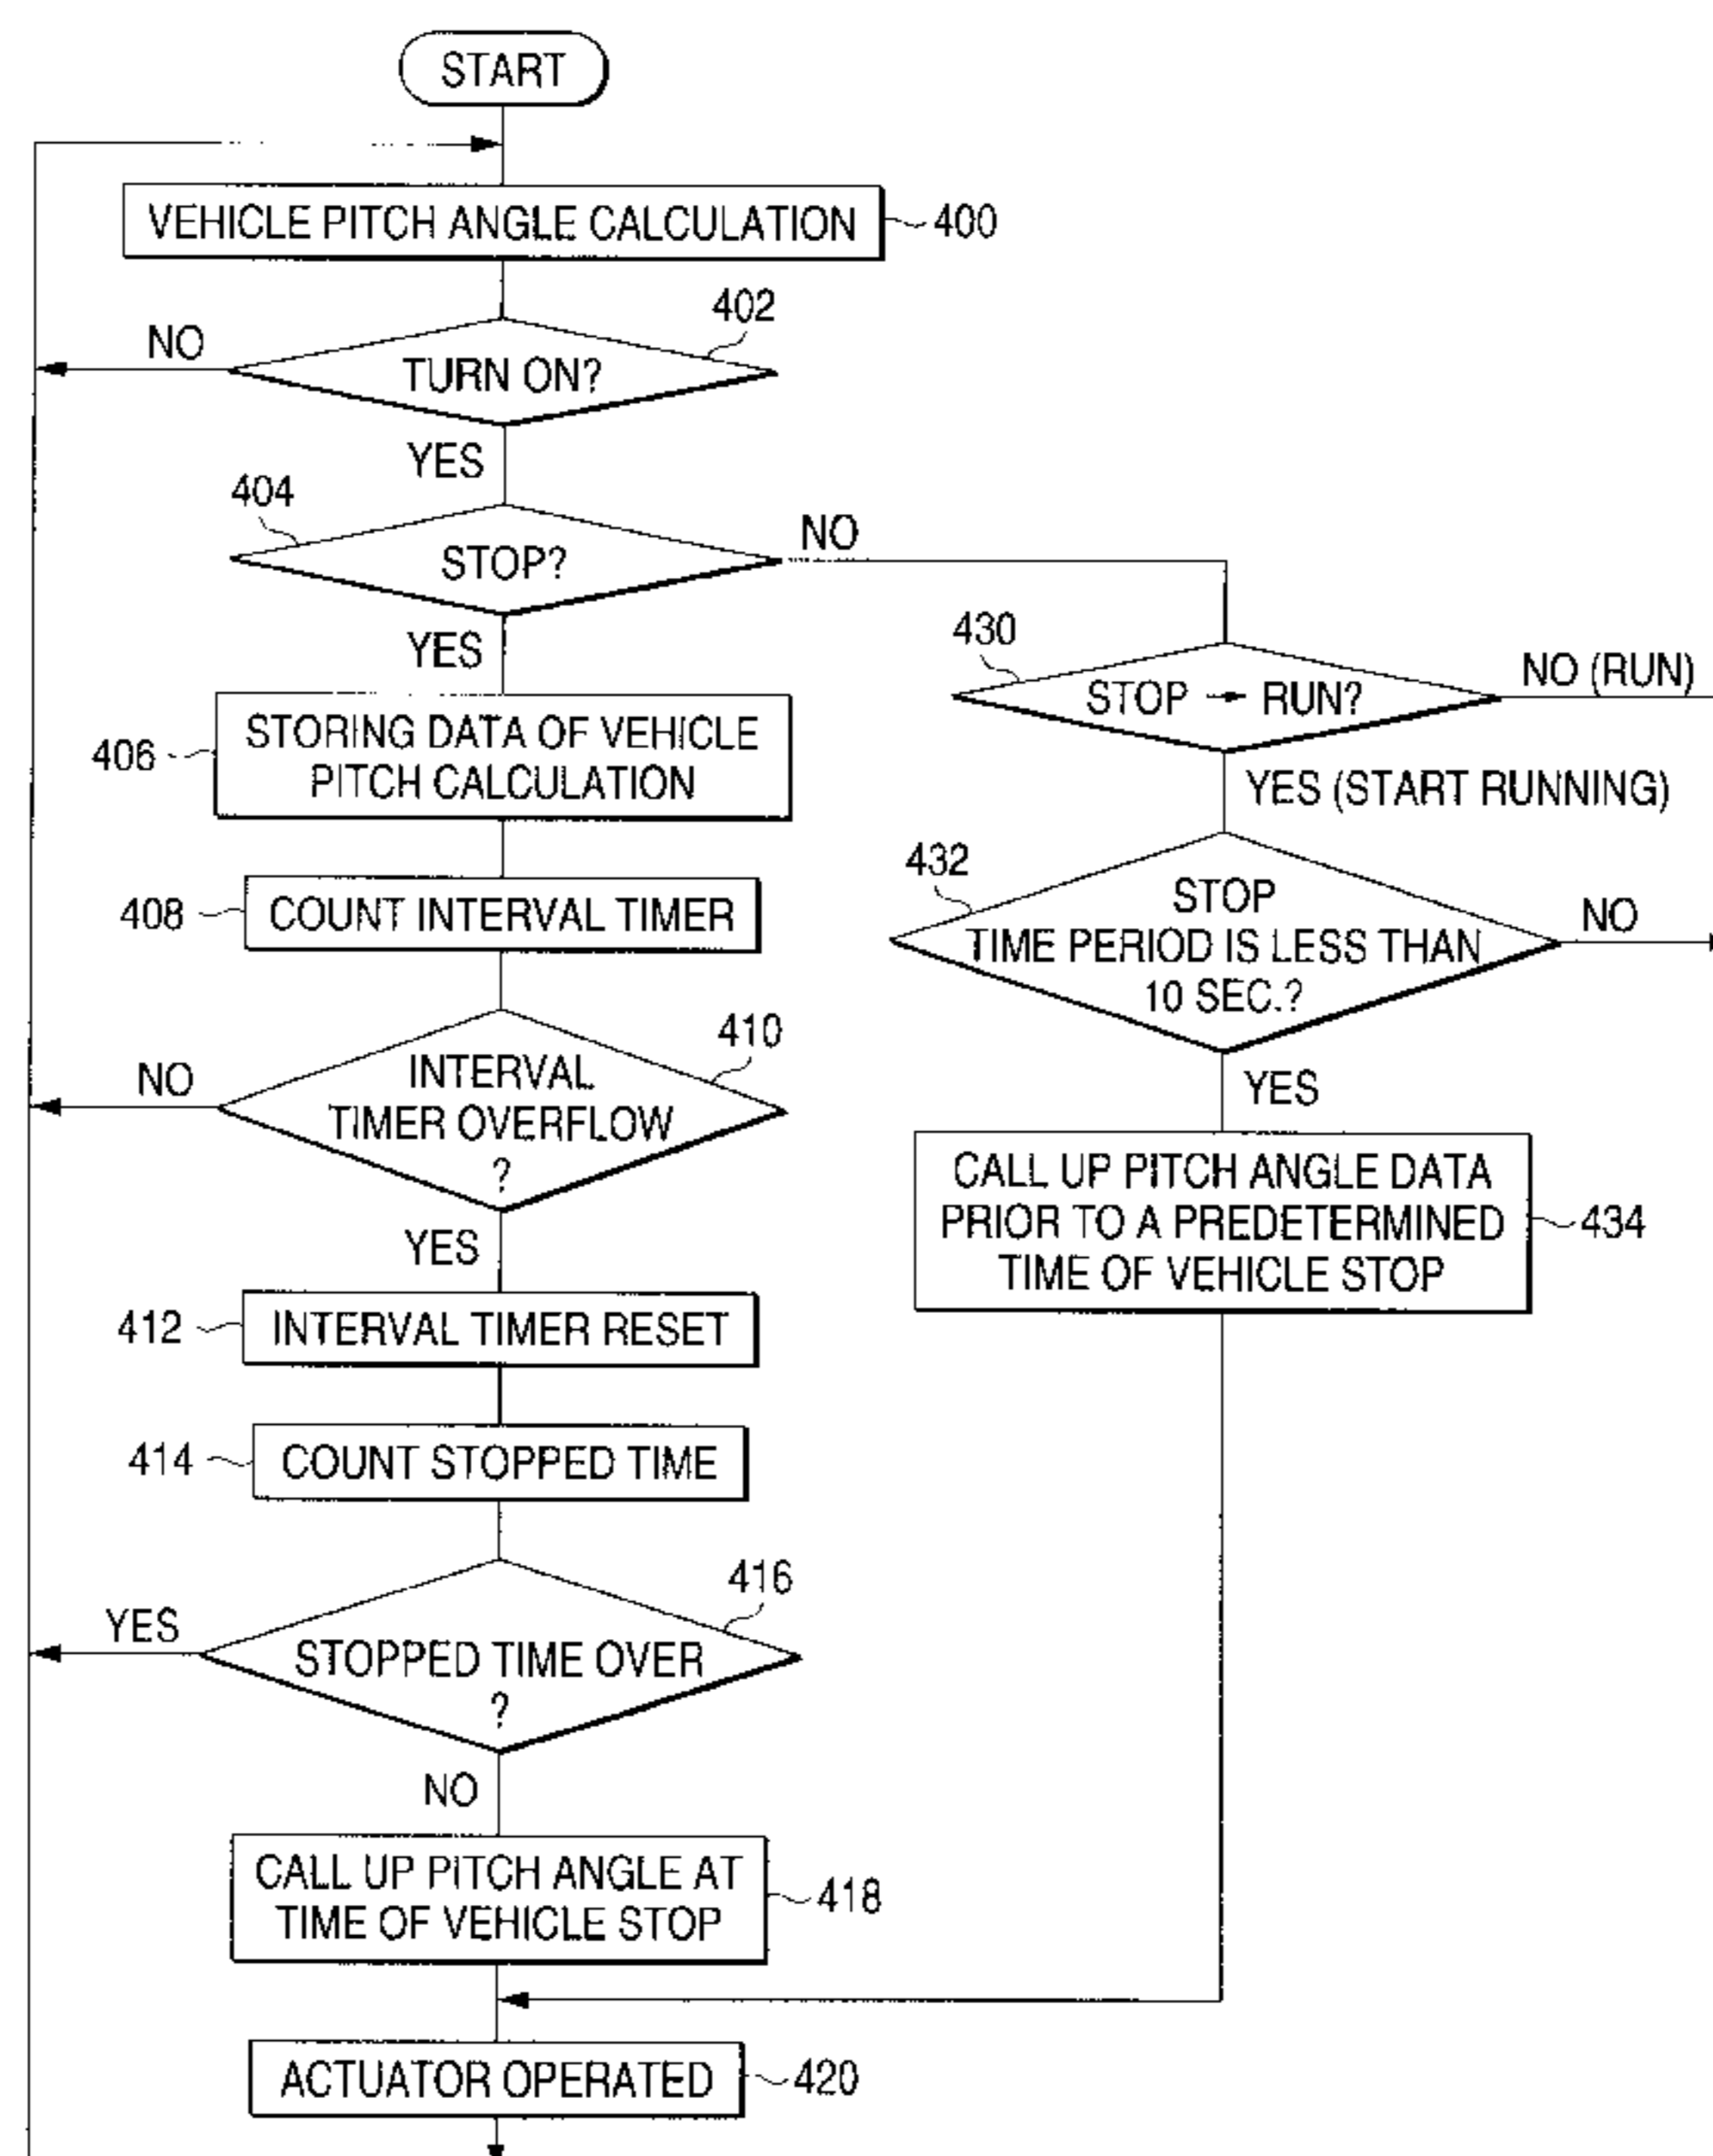 START
VEHICLE PITCH ANGLE CALCULATION
400
402
NO
TURN ON?
YES
404
STOP?
NO
YES
406
STORING DATA OF VEHICLE
PITCH CALCULATION
408
COUNT INTERVAL TIMER
410
NO
INTERVAL
TIMER OVERFLOW
?
YES
412
INTERVAL TIMER RESET
414
COUNT STOPPED TIME
416
YES
STOPPED TIME OVER
?
NO
CALL UP PITCH ANGLE AT
TIME OF VEHICLE STOP
418
ACTUATOR OPERATED
420
430
STOP → RUN?
NO (RUN)
YES (START RUNNING)
432
STOP
TIME PERIOD IS LESS THAN
10 SEC.?
NO
YES
CALL UP PITCH ANGLE DATA
PRIOR TO A PREDETERMINED
TIME OF VEHICLE STOP
434